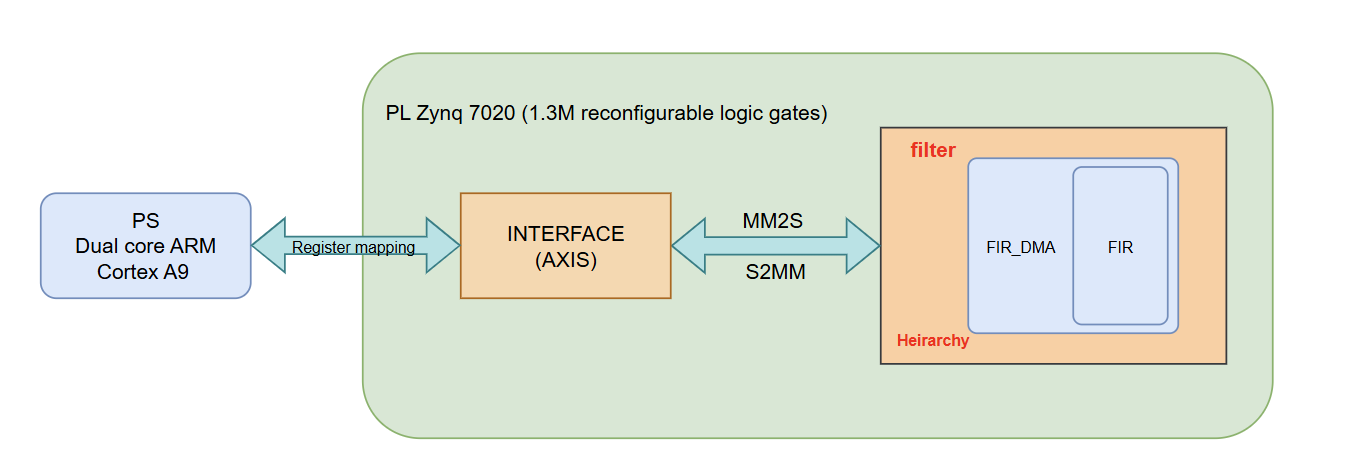 PL Zynq 7020 (1.3M reconfigurable logic gates)
PS
Dual core ARM
Cortex A9
Register mapping
INTERFACE
(AXIS)
MM2S
S2MM
filter
FIR_DMA
FIR
Heirarchy